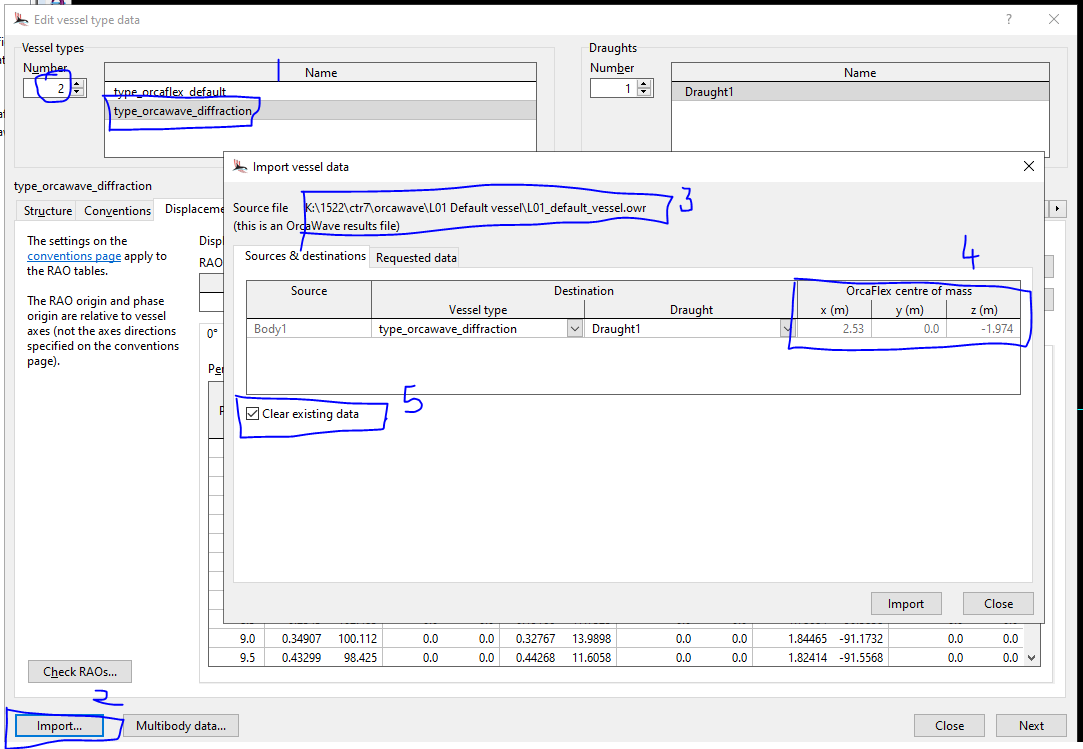 Edit vessel type data
Vessel types
Draughts
Number
1
Name
Number
Name
2
type_orcaflex_default
1
Draught1
type_orcawave_diffraction
Import vessel data
type_orcawave_diffraction
Structure
Conventions
Displaceme
Source file
K:\1522\ctr7\orcawave\L01 Default vessel\L01_default_vessel.owr
3
(this is an OrcaWave results file)
The settings on the
conventions page apply to
the RAO tables.
The RAO origin and phase
origin are relative to vessel
axes (not the axes directions
specified on the conventions
page).
Displ
RAO
0°
Sources & destinations
Requested data
4
Source
Destination
OrcaFlex centre of mass
Vessel type
Draught
x (m)
y (m)
z (m)
Body1
type_orcawave_diffraction
Draught1
2.53
0.0
-1.974
Clear existing data
5
Import
Close
9.0 0.34907 100.112 0.0 0.0 0.32767 13.9898 0.0 0.0 1.84465 -91.1732 0.0 0.0
9.5 0.43299 98.425 0.0 0.0 0.44268 11.6058 0.0 0.0 1.82414 -91.5568 0.0 0.0
Check RAOs...
2
Import...
Multibody data...
Close
Next